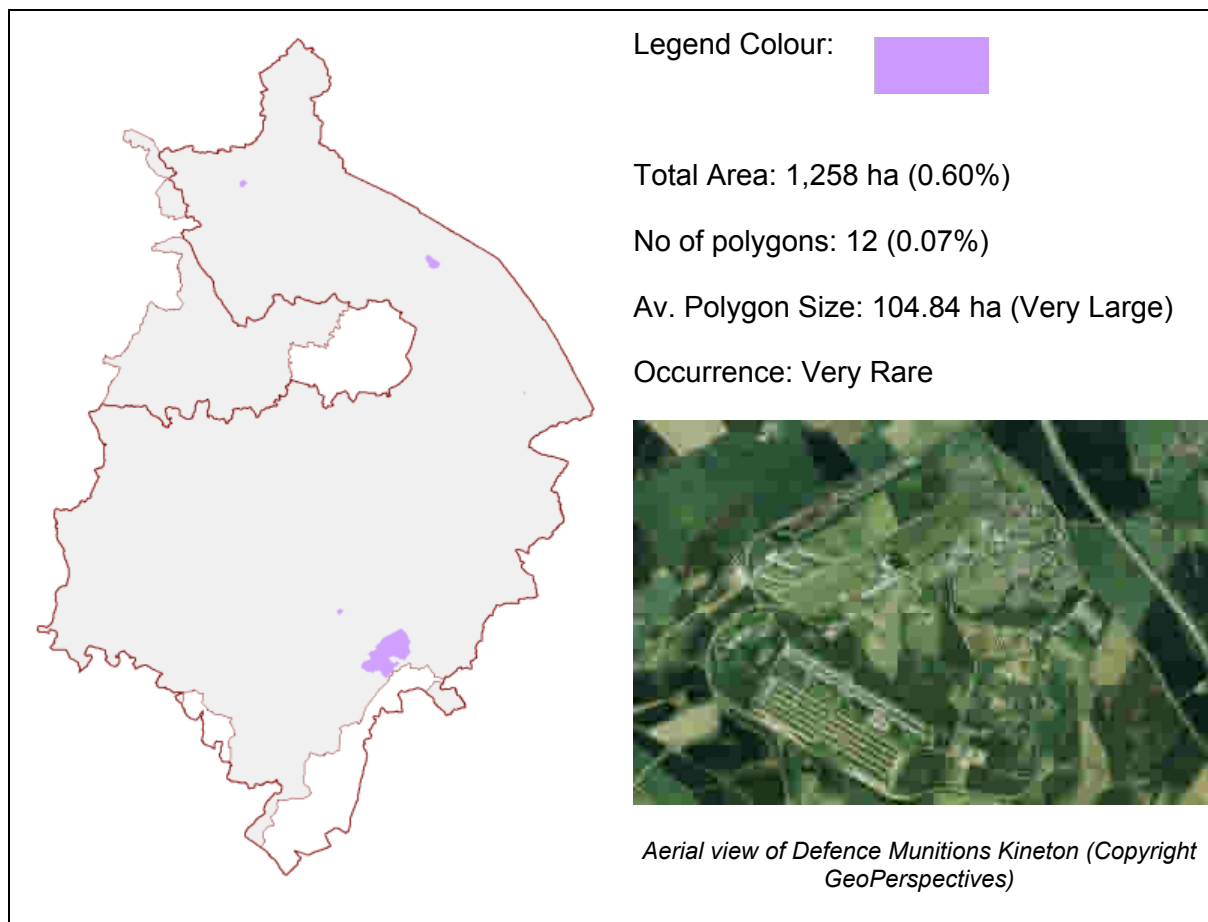 Legend Colour:
Total Area: 1,258 ha (0.60%)
No of polygons: 12 (0.07%)
Av. Polygon Size: 104.84 ha (Very Large)
Occurrence: Very Rare
Aerial view of Defence Munitions Kineton (Copyright
GeoPerspectives)